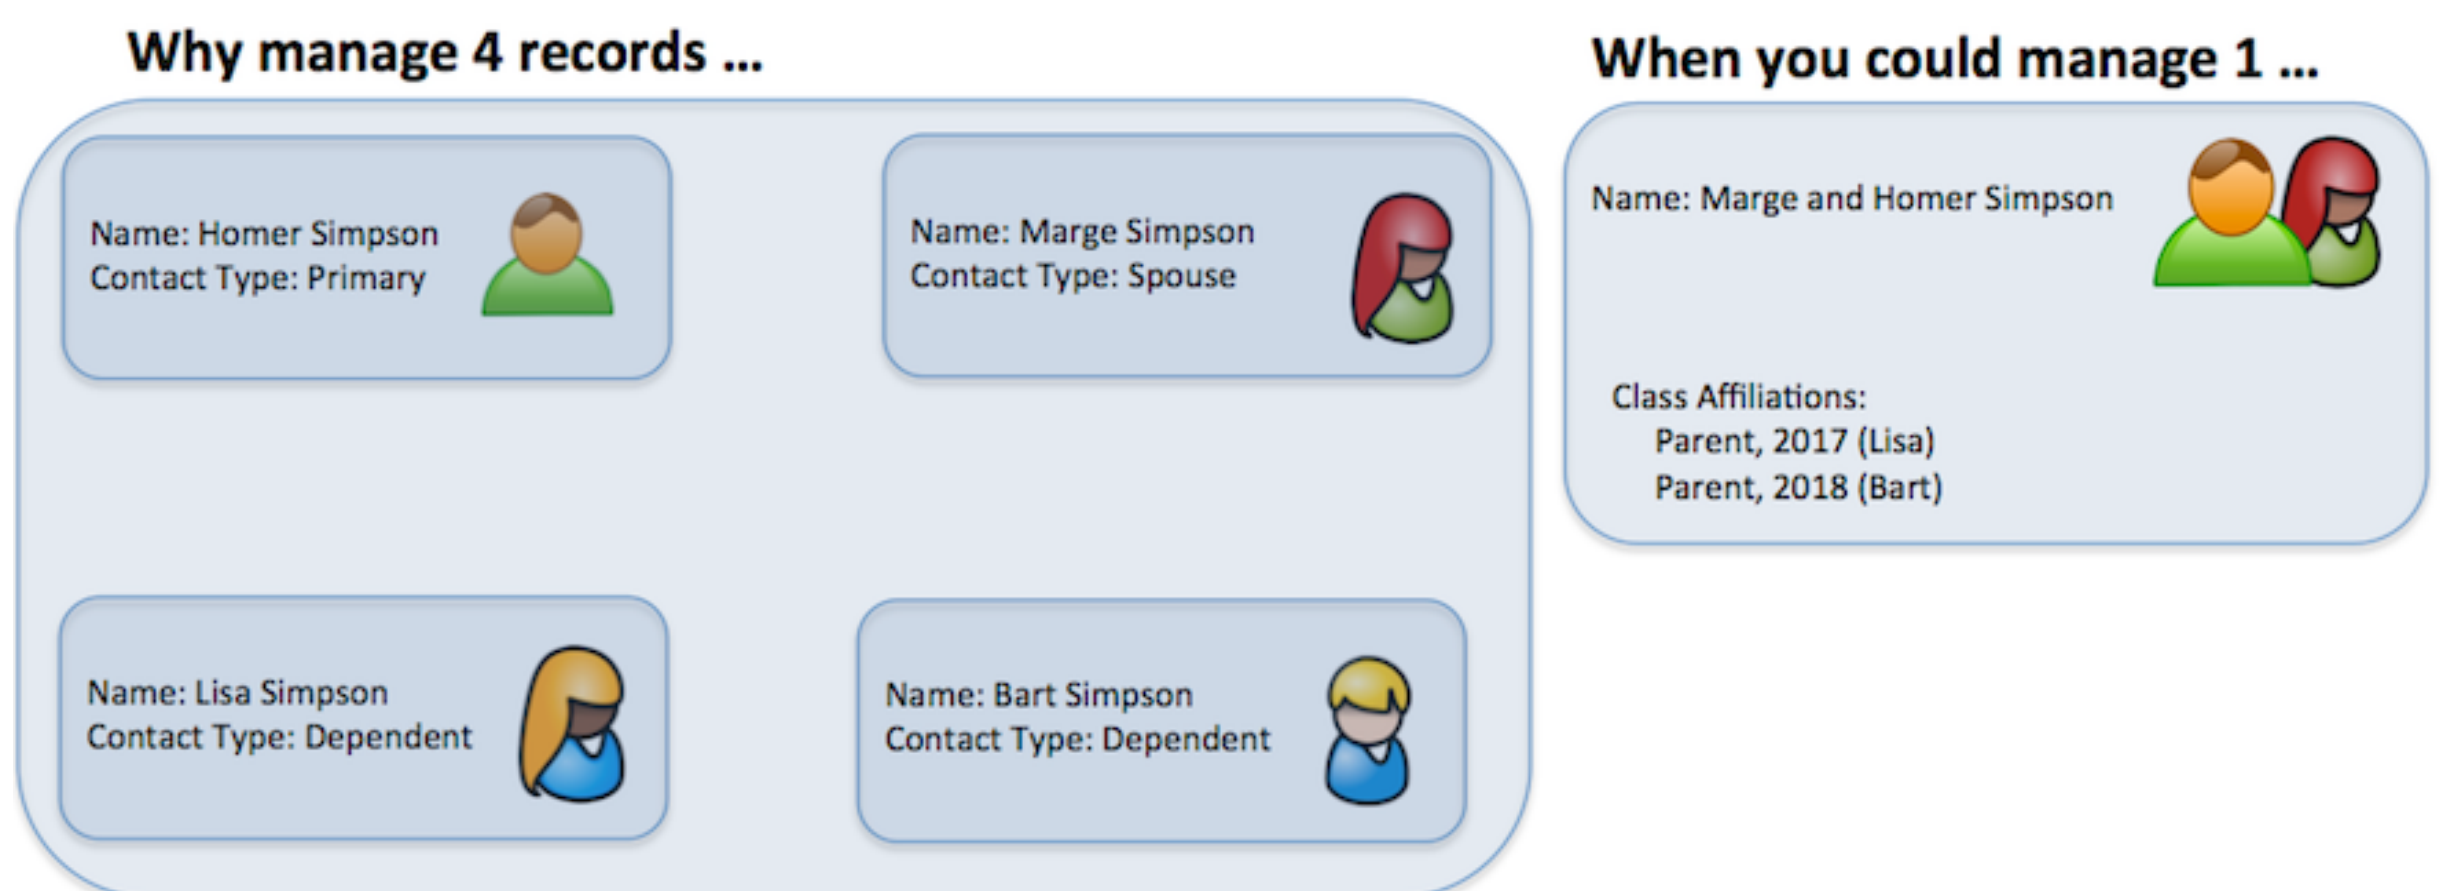 Why manage 4 records ...
Name: Homer Simpson
Contact Type: Primary
Name: Marge Simpson
Contact Type: Spouse
Name: Lisa Simpson
Contact Type: Dependent
Name: Bart Simpson
Contact Type: Dependent
When you could manage 1 ...
Name: Marge and Homer Simpson
Class Affiliations:
Parent, 2017 (Lisa)
Parent, 2018 (Bart)